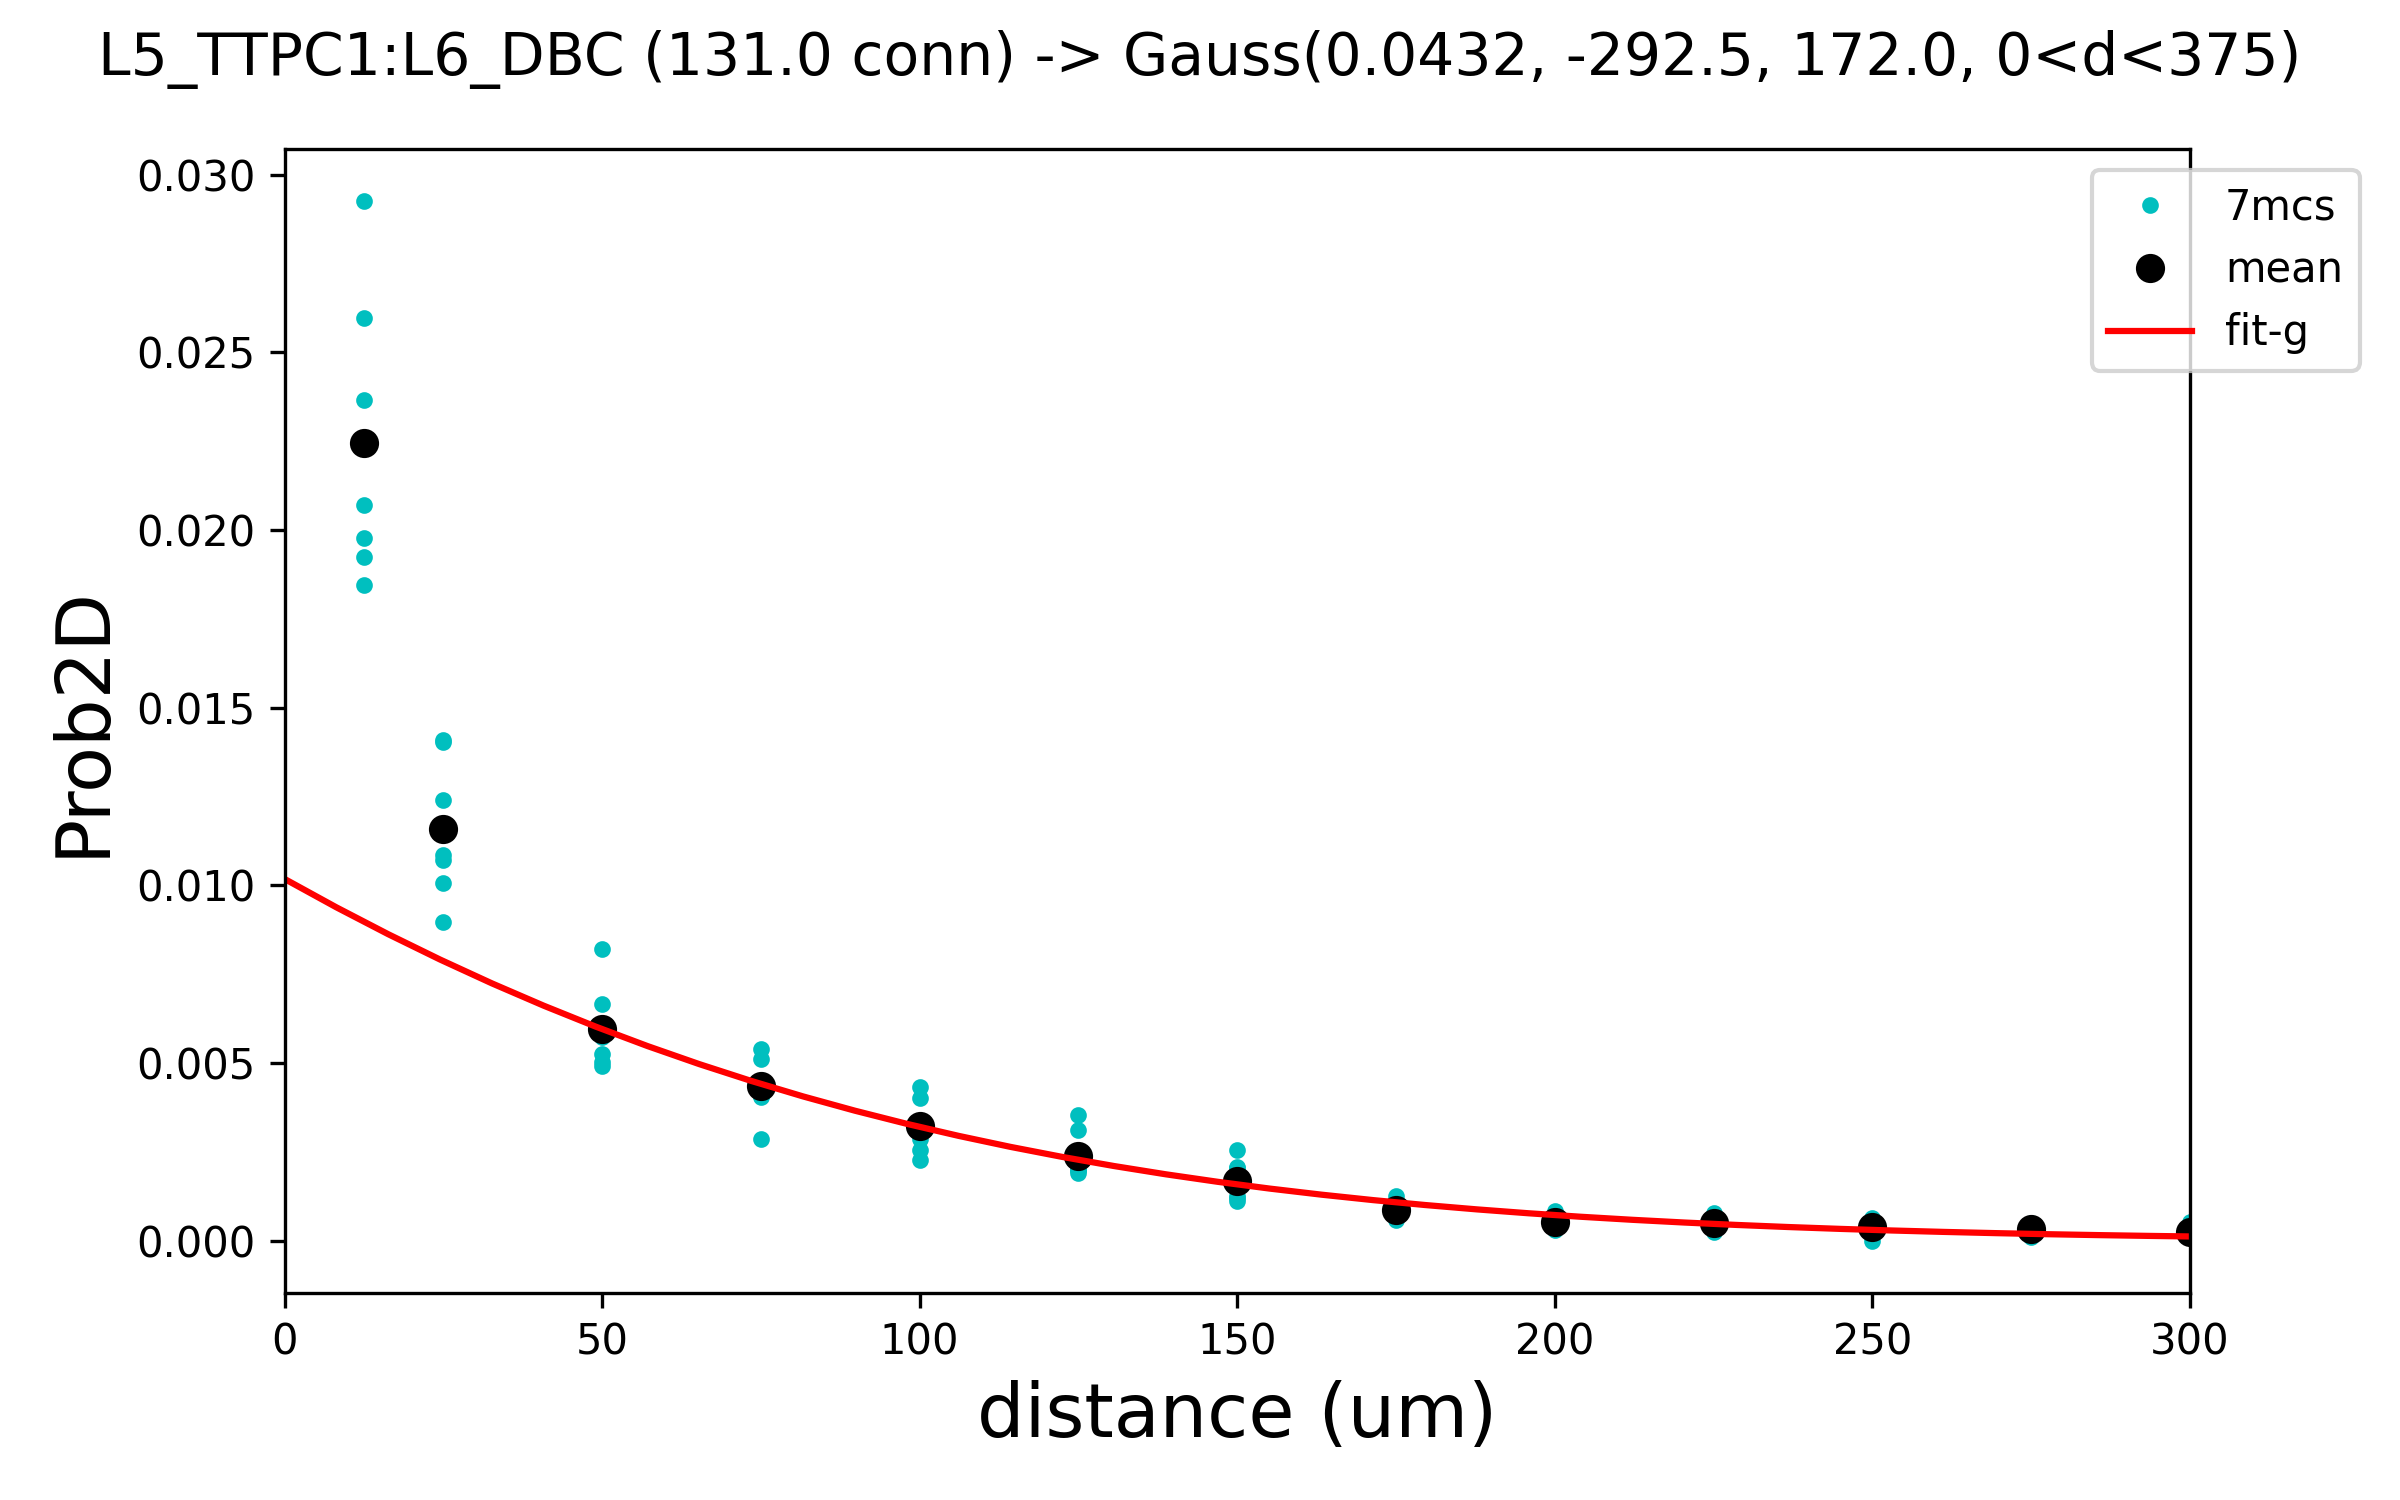 L5_TTPC1:L6_DBC (131.0 conn) -> Gauss(0.0432, -292.5, 172.0, 0<d<375)
0.030
0.025
0.020
0.015
0.010
0.005
0.000
Prob2D
7mcs
mean
fit-g
0 50 100 150 200 250 300
distance (um)